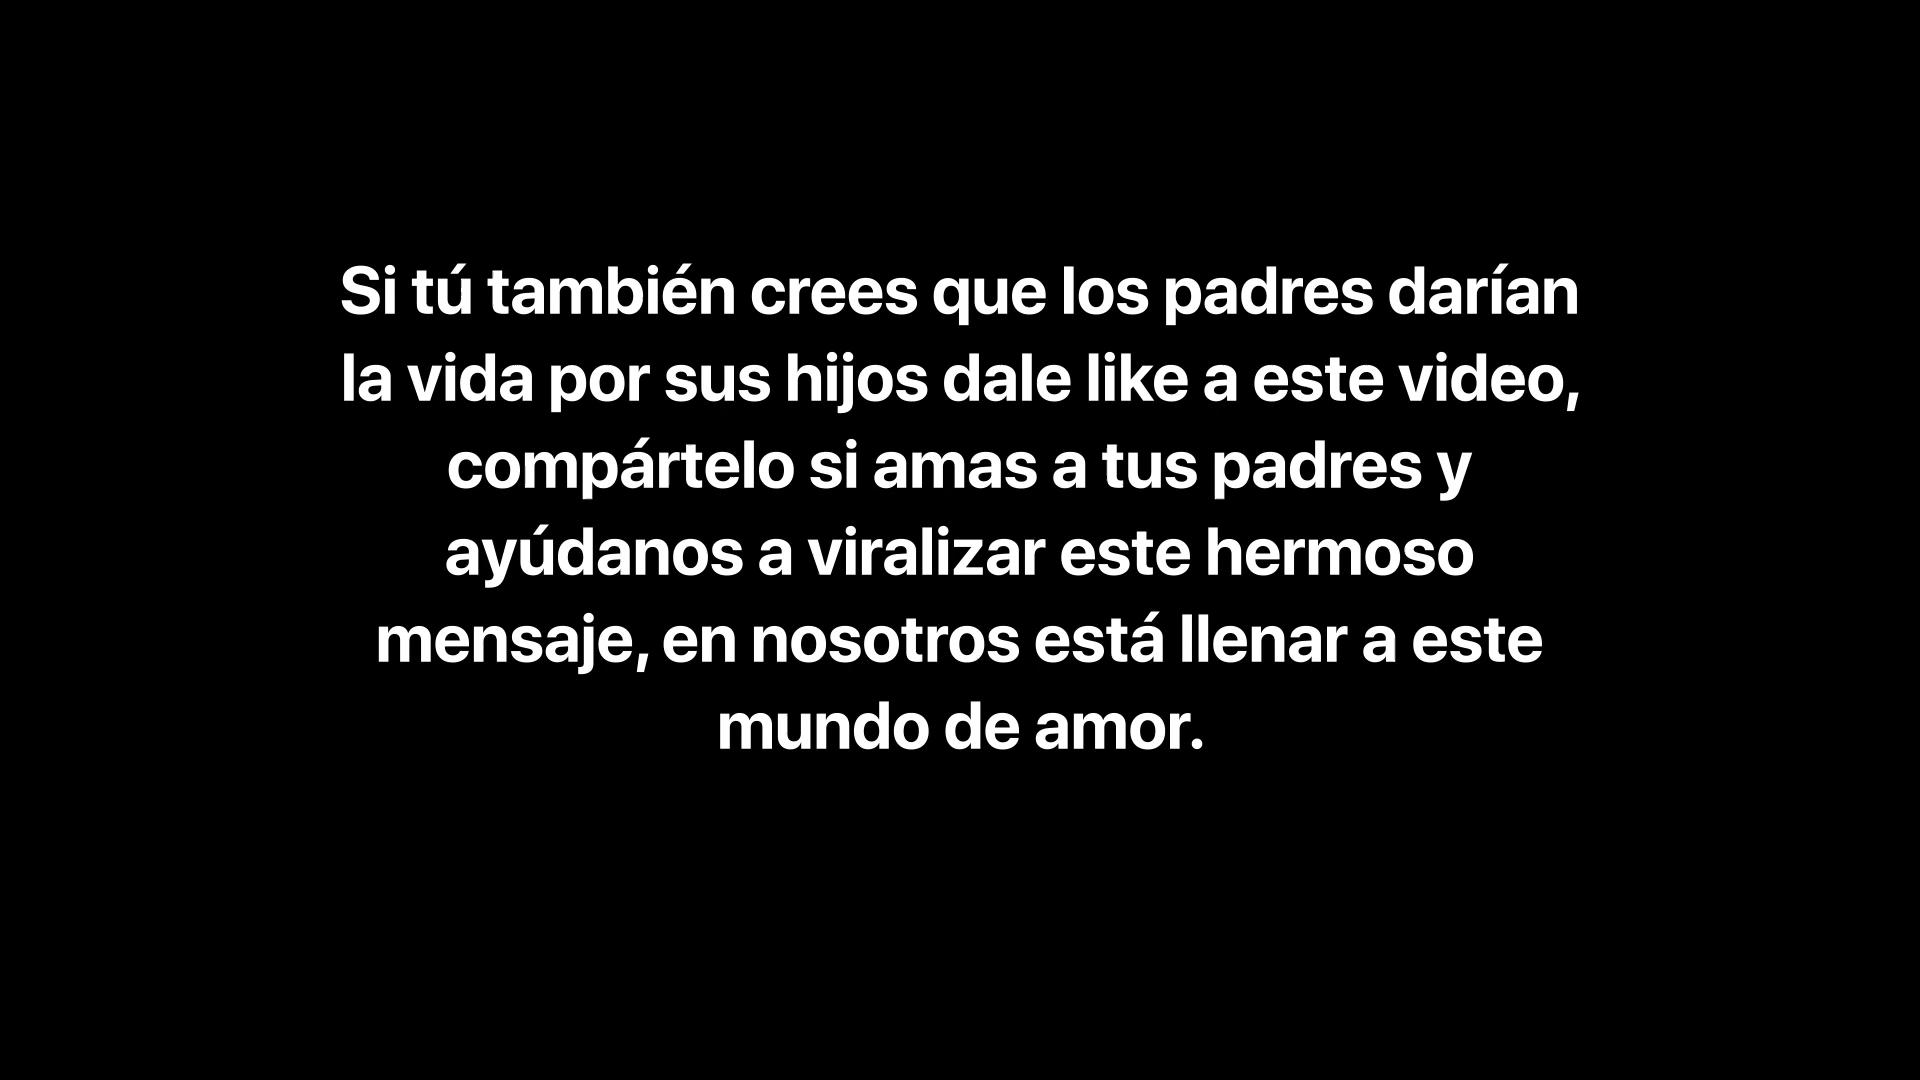 Si tú también crees que los padres darían
la vida por sus hijos dale like a este video,
compártelo si amas a tus padres y
ayúdanos a viralizar este hermoso
mensaje, en nosotros está llenar a este
mundo de amor.